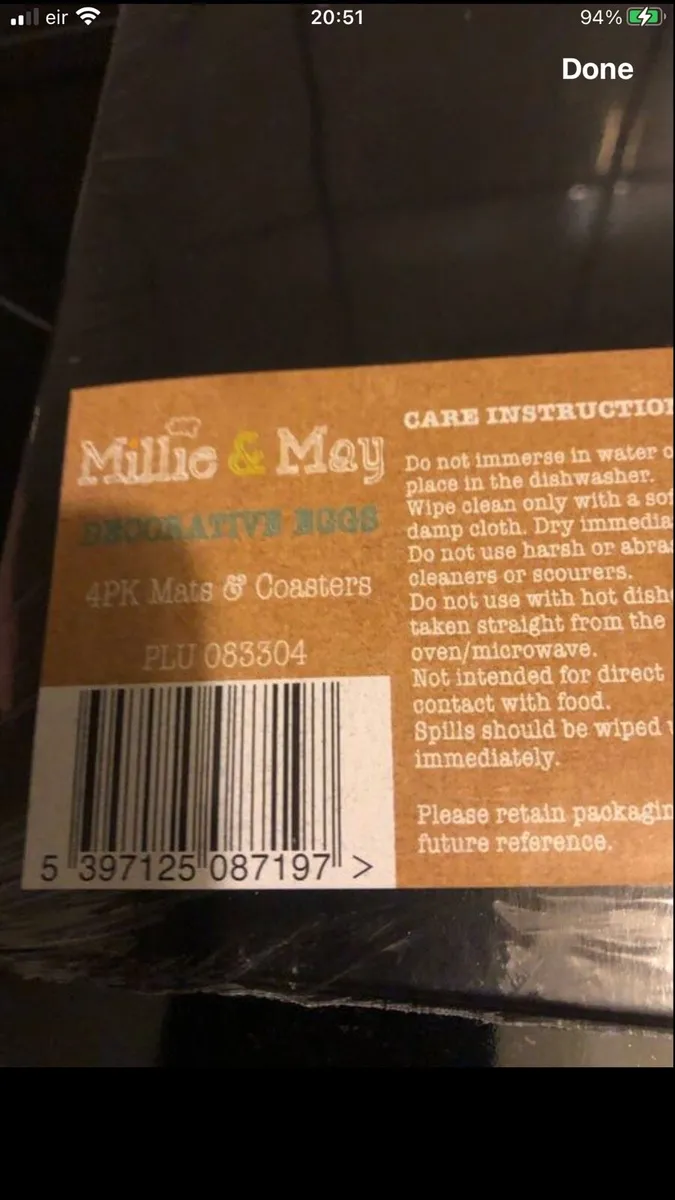 eir
20:51
94%
Done
Millie & May
DECORATIVE EGGS
4PK Mats & Coasters
PLU 083304
5 397125 087197 >
CARE INSTRUCTIO
Do not immerse in water o
place in the dishwasher.
Wipe clean only with a sof
damp cloth. Dry immedia
Do not use harsh or abras
cleaners or scourers.
Do not use with hot dishe
taken straight from the
oven/microwave.
Not intended for direct
contact with food.
Spills should be wiped
immediately.
Please retain packagin
future reference.